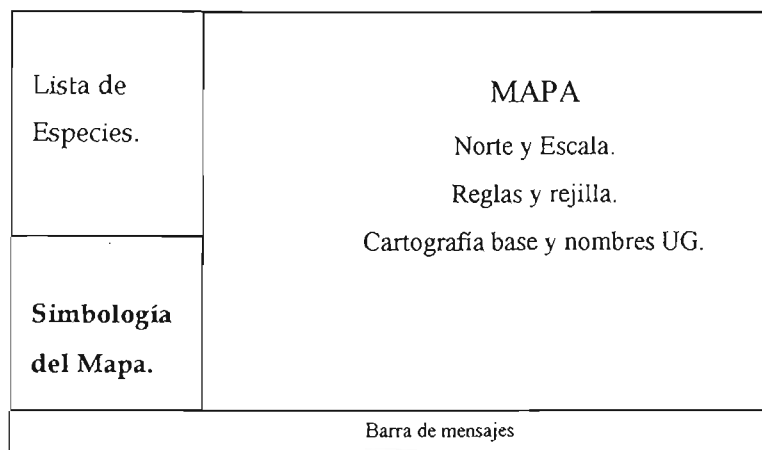 Lista de
Especies.
MAPA
Norte y Escala.
Reglas y rejilla.
Cartografía base y nombres UG.
Simbología
del Mapa.
Barra de mensajes